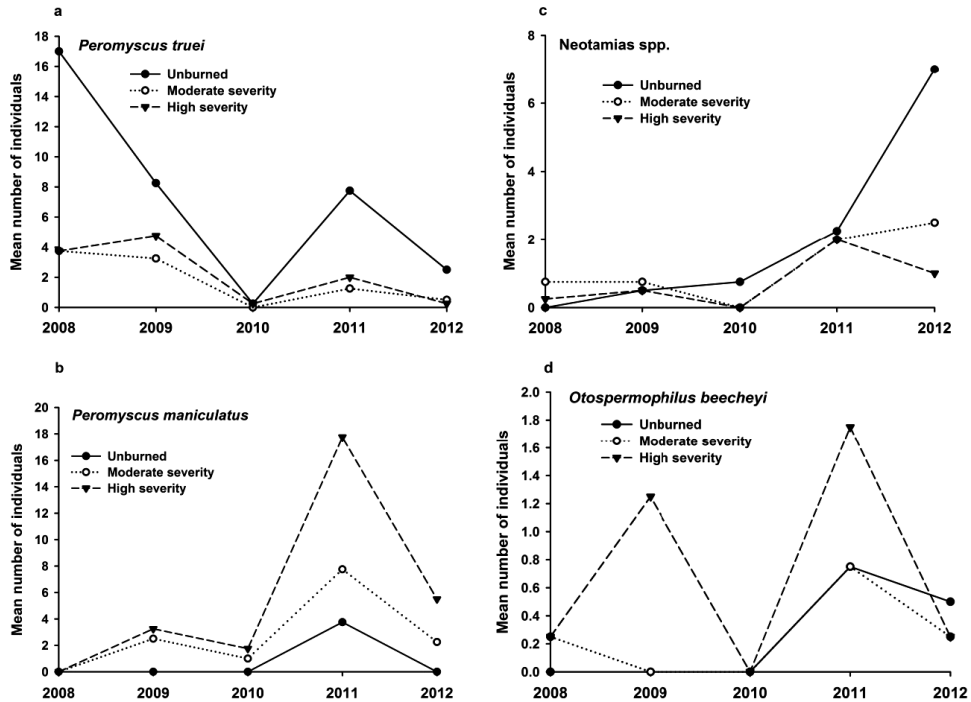 a
Peromyscus truei
Unburned
Moderate severity
High severity
Mean number of individuals
18
16
14
12
10
8
6
4
2
0
2008 2009 2010 2011 2012
c
Neotamias spp.
Unburned
Moderate severity
High severity
Mean number of individuals
8
6
4
2
0
2008 2009 2010 2011 2012
b
Peromyscus maniculatus
Unburned
Moderate severity
High severity
Mean number of individuals
20
18
16
14
12
10
8
6
4
2
0
2008 2009 2010 2011 2012
d
Otospermophilus beecheyi
Unburned
Moderate severity
High severity
Mean number of individuals
2.0
1.8
1.6
1.4
1.2
1.0
0.8
0.6
0.4
0.2
0.0
2008 2009 2010 2011 2012